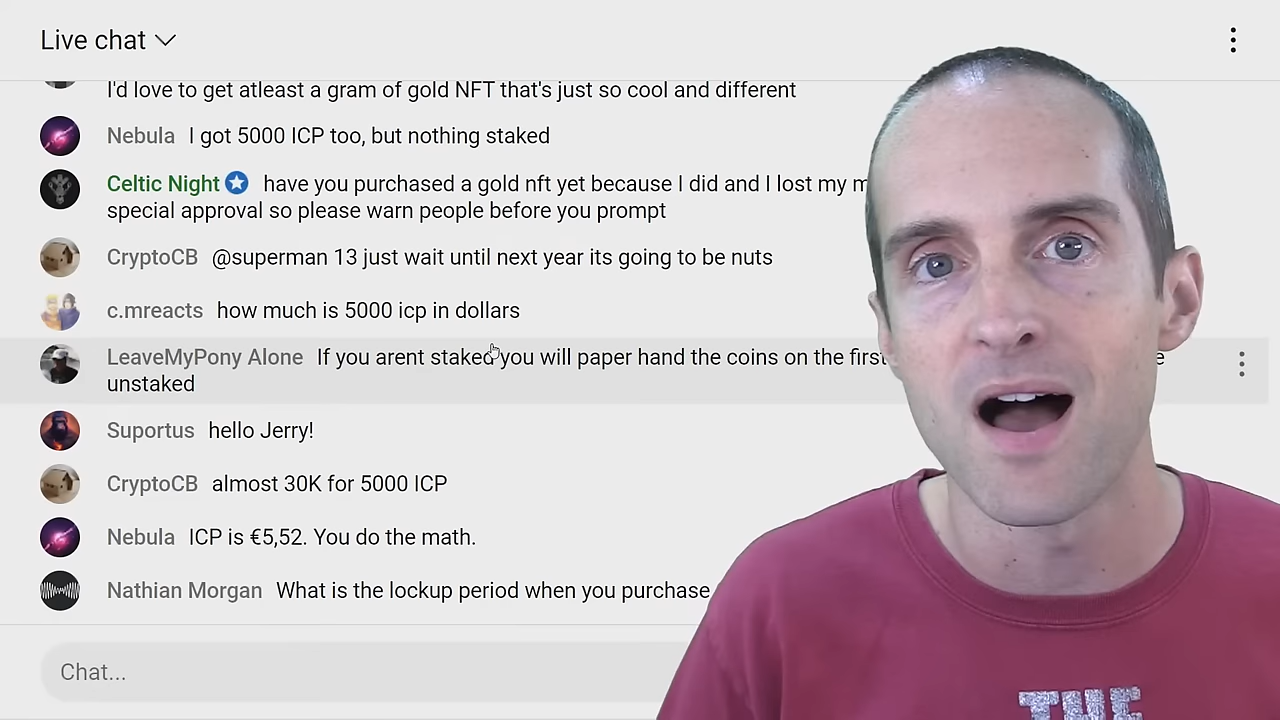 Live chat
I'd love to get atleast a gram of gold NFT that's just so cool and different
Nebula I got 5000 ICP too, but nothing staked
Celtic Night have you purchased a gold nft yet because I did and I lost my
special approval so please warn people before you prompt
CryptoCB @superman 13 just wait until next year its going to be nuts
c.mreacts how much is 5000 icp in dollars
LeaveMyPony Alone If you arent staked you will paper hand the coins on the first
unstaked
Suportus hello Jerry!
CryptoCB almost 30K for 5000 ICP
Nebula ICP is €5,52. You do the math.
Nathian Morgan What is the lockup period when you purchase
Chat...
THE